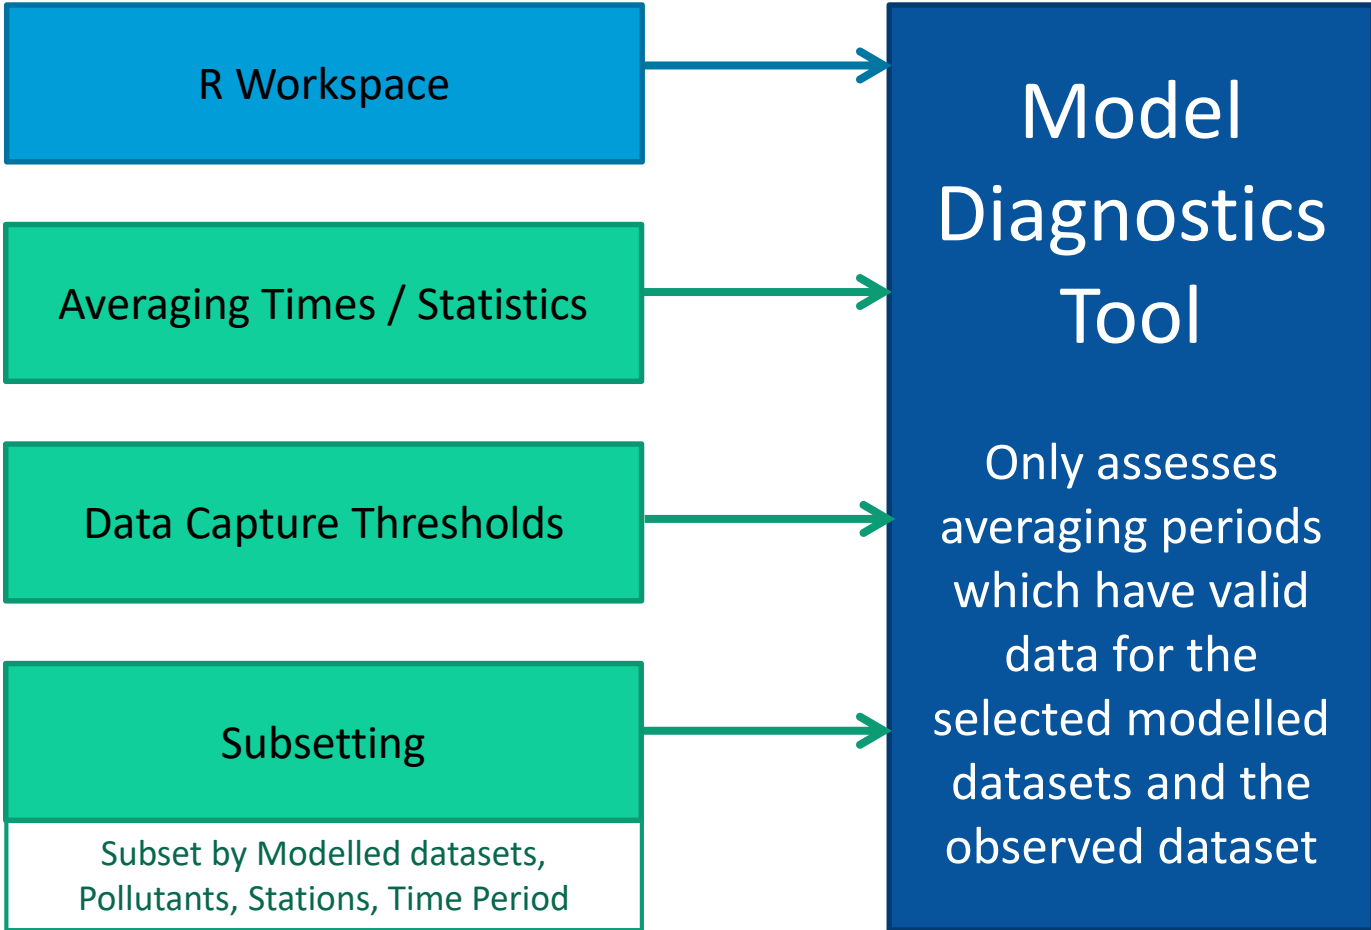 R Workspace
Averaging Times / Statistics
Data Capture Thresholds
Subsetting
Subset by Modelled datasets,
Pollutants, Stations, Time Period
Model
Diagnostics
Tool
Only assesses
averaging periods
which have valid
data for the
selected modelled
datasets and the
observed dataset